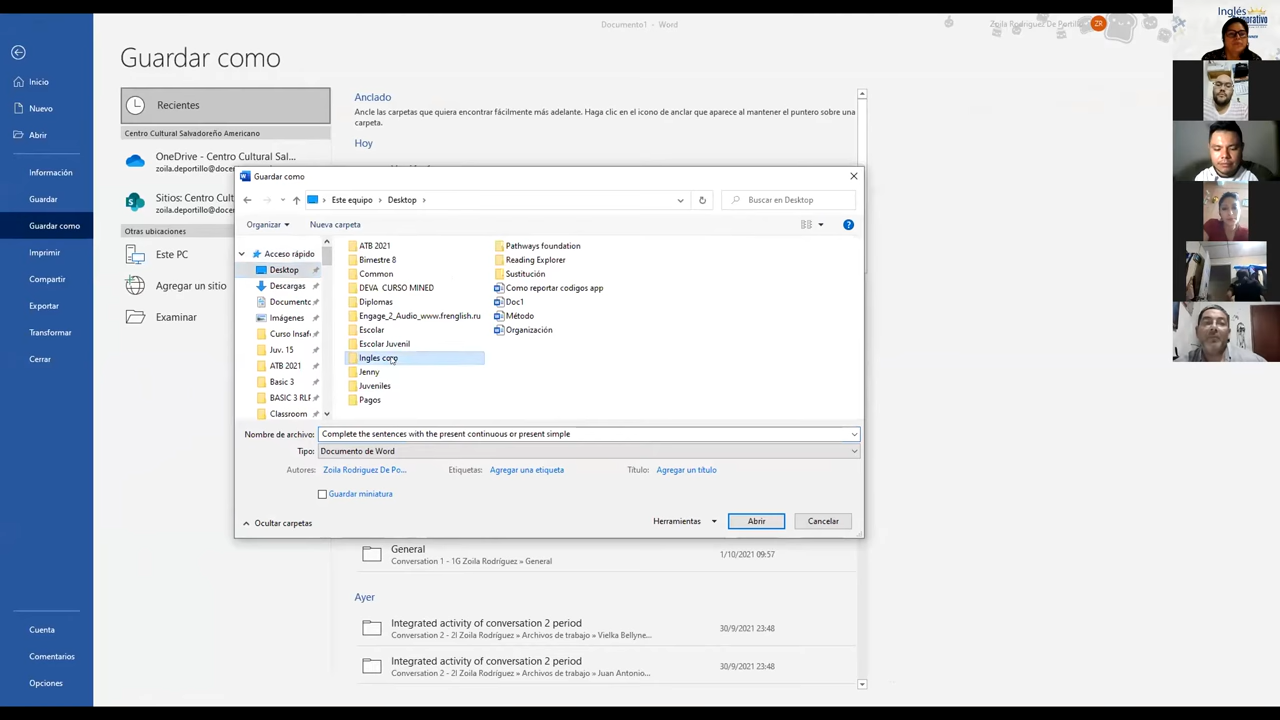 Documento1 - Word
Zoila Rodriguez De Portillo
ZR
Inglés
Guardar como
Inicio
Nuevo
Abrir
Información
Guardar
Guardar como
Imprimir
Compartir
Exportar
Transformar
Cerrar
Cuenta
Comentarios
Opciones
Recientes
Centro Cultural Salvadoreño Americano
OneDrive - Centro Cultural Sal...
zoila.deportillo@doce
Sitios: Centro Cult
zoila.deportillo@doce
Otras ubicaciones
Este PC
Agregar un sitio
Examinar
Anclado
Ancle las carpetas que quiera encontrar fácilmente más adelante. Haga clic en el icono de anclar que aparece al mantener el puntero sobre una
carpeta.
Hoy
Guardar como
Este equipo > Desktop >
Buscar en Desktop
Organizar
Nueva carpeta
Acceso rápido
Desktop
Descargas
Documento
Imágenes
Curso Insafo
Juv. 15
ATB 2021
Basic 3
BASIC 3 RLP
Classroom
ATB 2021
Bimestre 8
Common
DEVA CURSO MINED
Diplomas
Engage_2_Audio_www.frenglish.ru
Escolar
Escolar Juvenil
Ingles corp
Jenny
Juveniles
Pagos
Pathways foundation
Reading Explorer
Sustitución
Como reportar codigos app
Doc1
Método
Organización
Nombre de archivo: Complete the sentences with the present continuous or present simple
Tipo: Documento de Word
Autores: Zoila Rodriguez De Po...
Etiquetas: Agregar una etiqueta
Título: Agregar un título
Guardar miniatura
Ocultar carpetas
Herramientas
Abrir
Cancelar
General
Conversation 1 - 1G Zoila Rodríguez » General
1/10/2021 09:57
Ayer
Integrated activity of conversation 2 period
Conversation 2 - 2I Zoila Rodríguez » Archivos de trabajo » Vielka Bellyne...
30/9/2021 23:48
Integrated activity of conversation 2 period
Conversation 2 - 2I Zoila Rodríguez » Archivos de trabajo » Juan Antonio...
30/9/2021 23:48